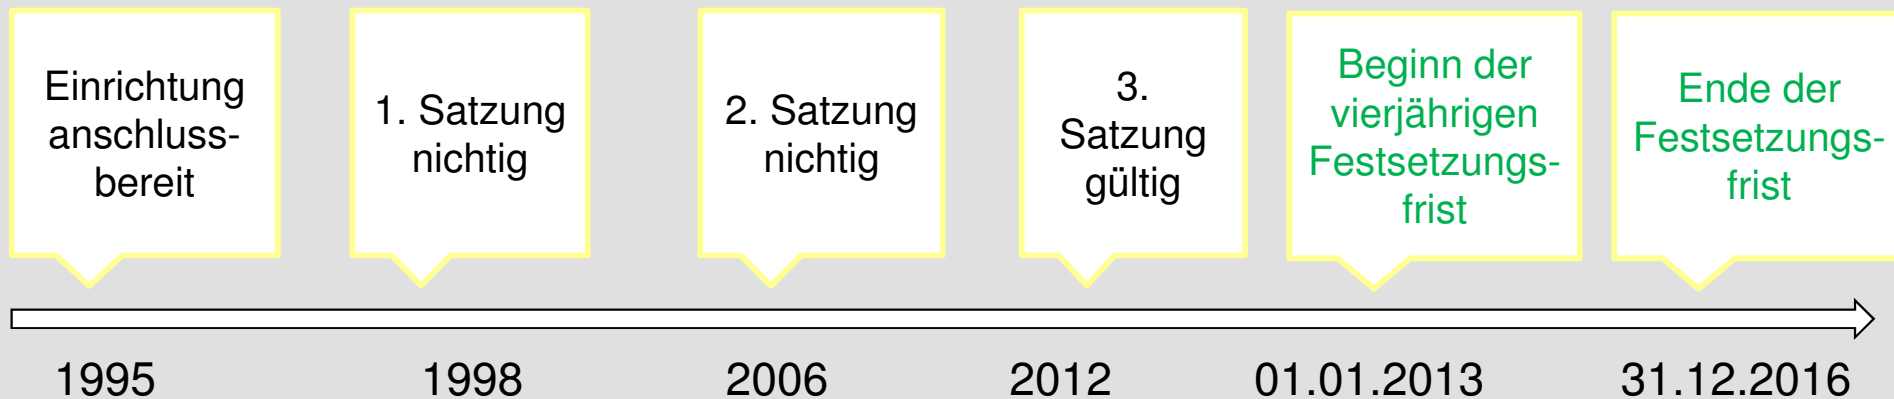 Einrichtung
anschluss-
bereit
1. Satzung
nichtig
2. Satzung
nichtig
3.
Satzung
gültig
Beginn der
vierjährigen
Festsetzungs-
frist
Ende der
Festsetzungs-
frist
1995
1998
2006
2012
01.01.2013
31.12.2016